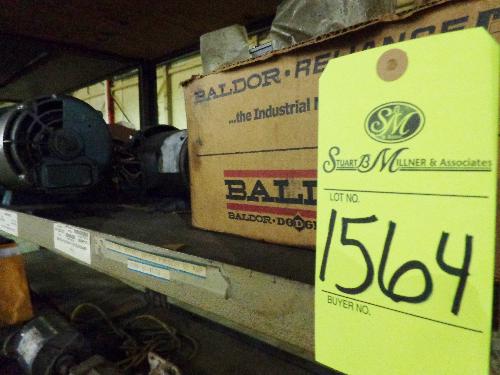 BALDOR · RELIANCE
...the Industrial
BALD
BALDOR · DODGE
SM
STUART B MILLNER & Associates
LOT NO.
1564
BUYER NO.